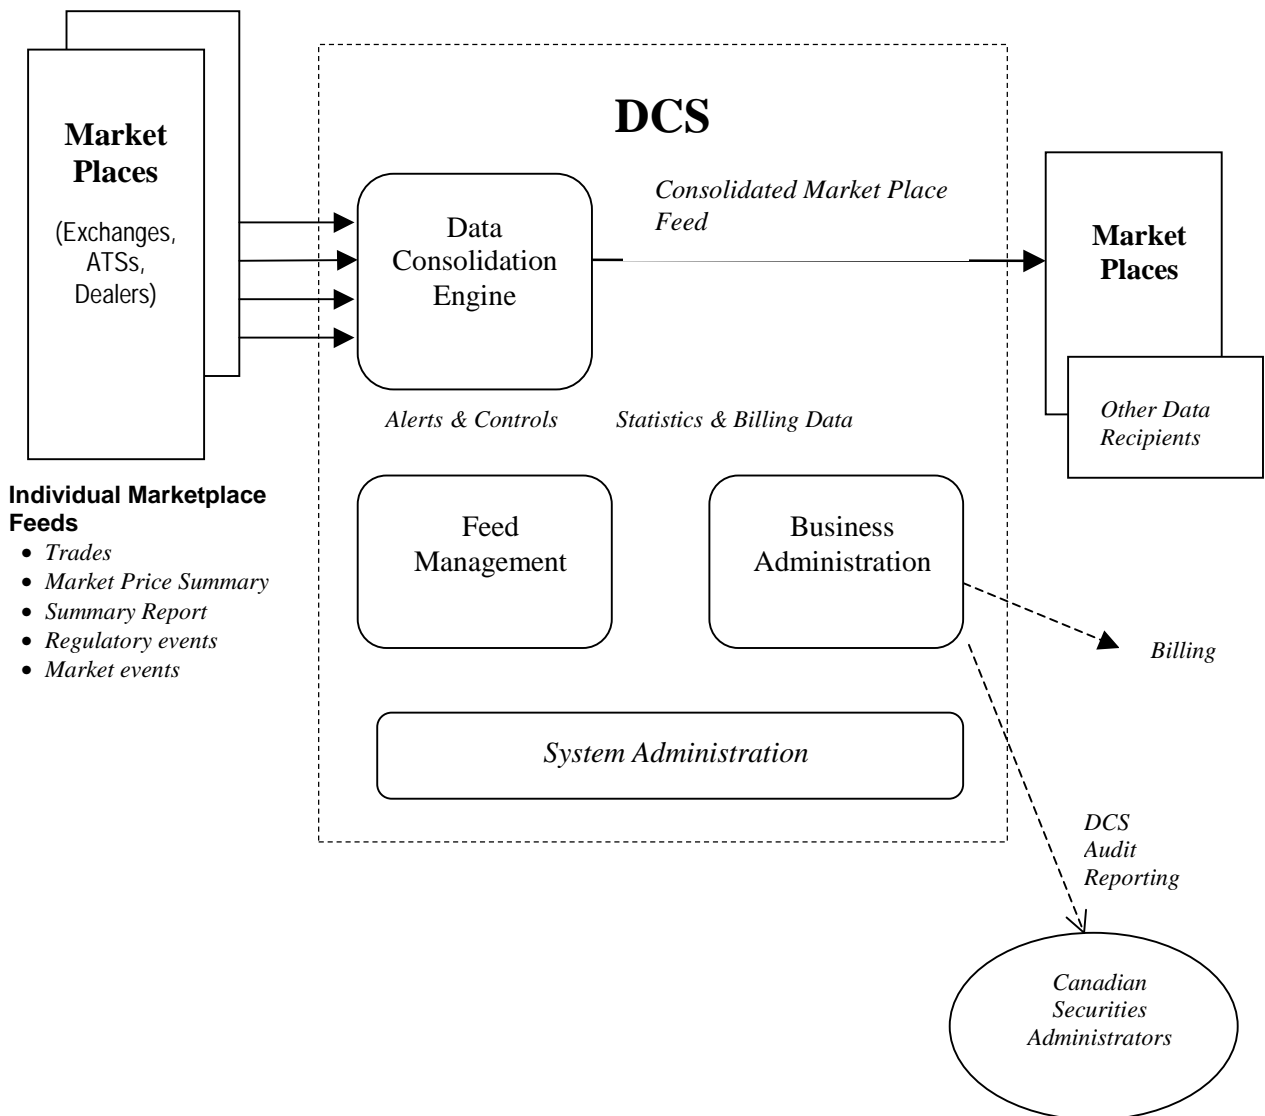 Market
Places
(Exchanges,
ATSs,
Dealers)
Individual Marketplace
Feeds
• Trades
• Market Price Summary
• Summary Report
• Regulatory events
• Market events
DCS
Data
Consolidation
Engine
Consolidated Market Place
Feed
Alerts & Controls
Statistics & Billing Data
Feed
Management
Business
Administration
System Administration
Market
Places
Other Data
Recipients
Billing
DCS
Audit
Reporting
Canadian
Securities
Administrators